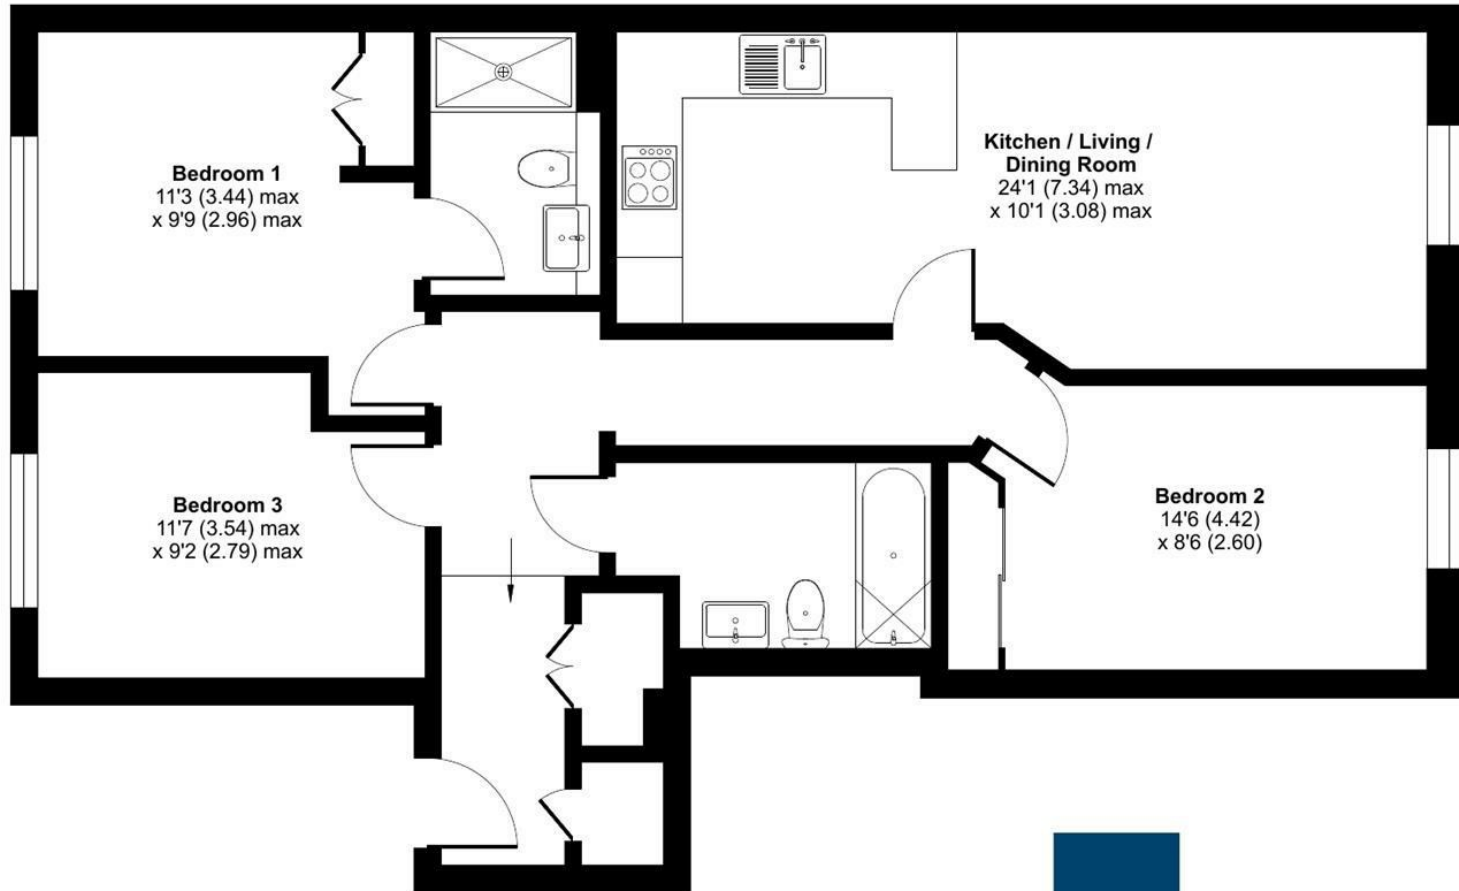 Bedroom 1
11'3 (3.44) max
x 9'9 (2.96) max
Kitchen / Living /
Dining Room
24'1 (7.34) max
x 10'1 (3.08) max
Bedroom 3
11'7 (3.54) max
x 9'2 (2.79) max
Bedroom 2
14'6 (4.42)
x 8'6 (2.60)